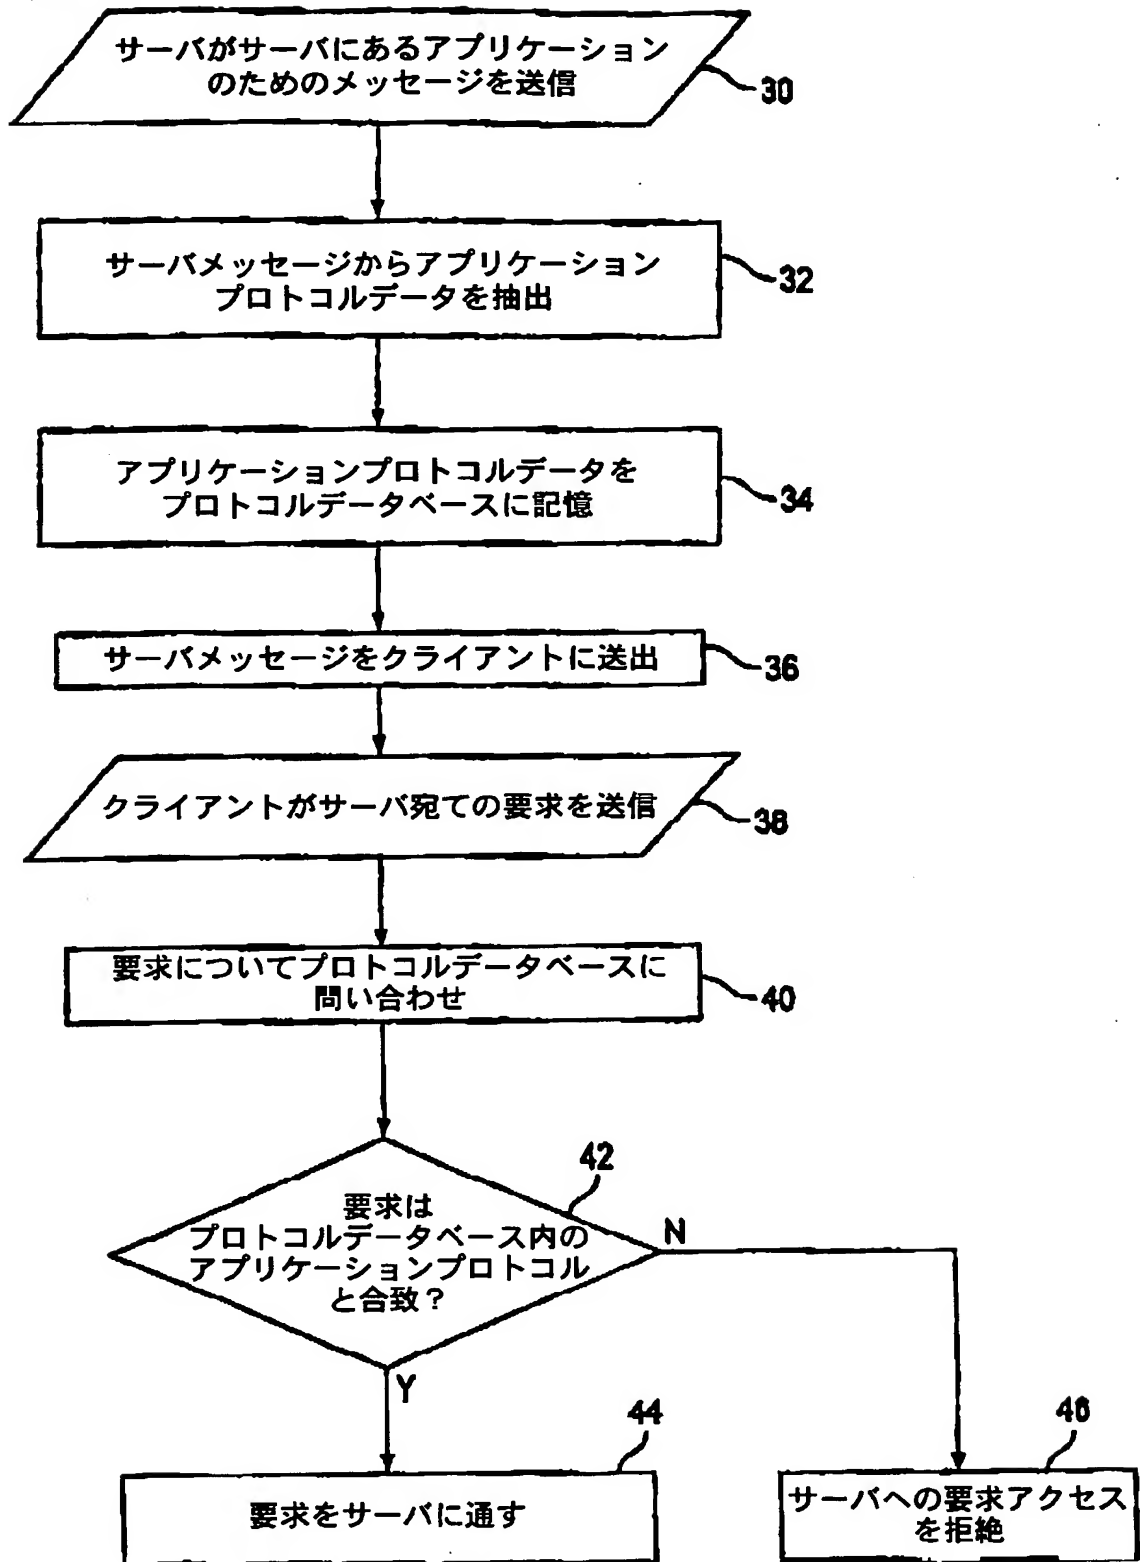 サーバがサーバにあるアプリケーション
のためのメッセージを送信
30
サーバメッセージからアプリケーション
プロトコルデータを抽出
32
アプリケーションプロトコルデータを
プロトコルデータベースに記憶
34
サーバメッセージをクライアントに送出
36
クライアントがサーバ宛ての要求を送信
38
要求についてプロトコルデータベースに
問い合わせ
40
42
要求は
プロトコルデータベース内の
アプリケーションプロトコル
と合致？
N
Y
44
要求をサーバに通す
46
サーバへの要求アクセス
を拒絶